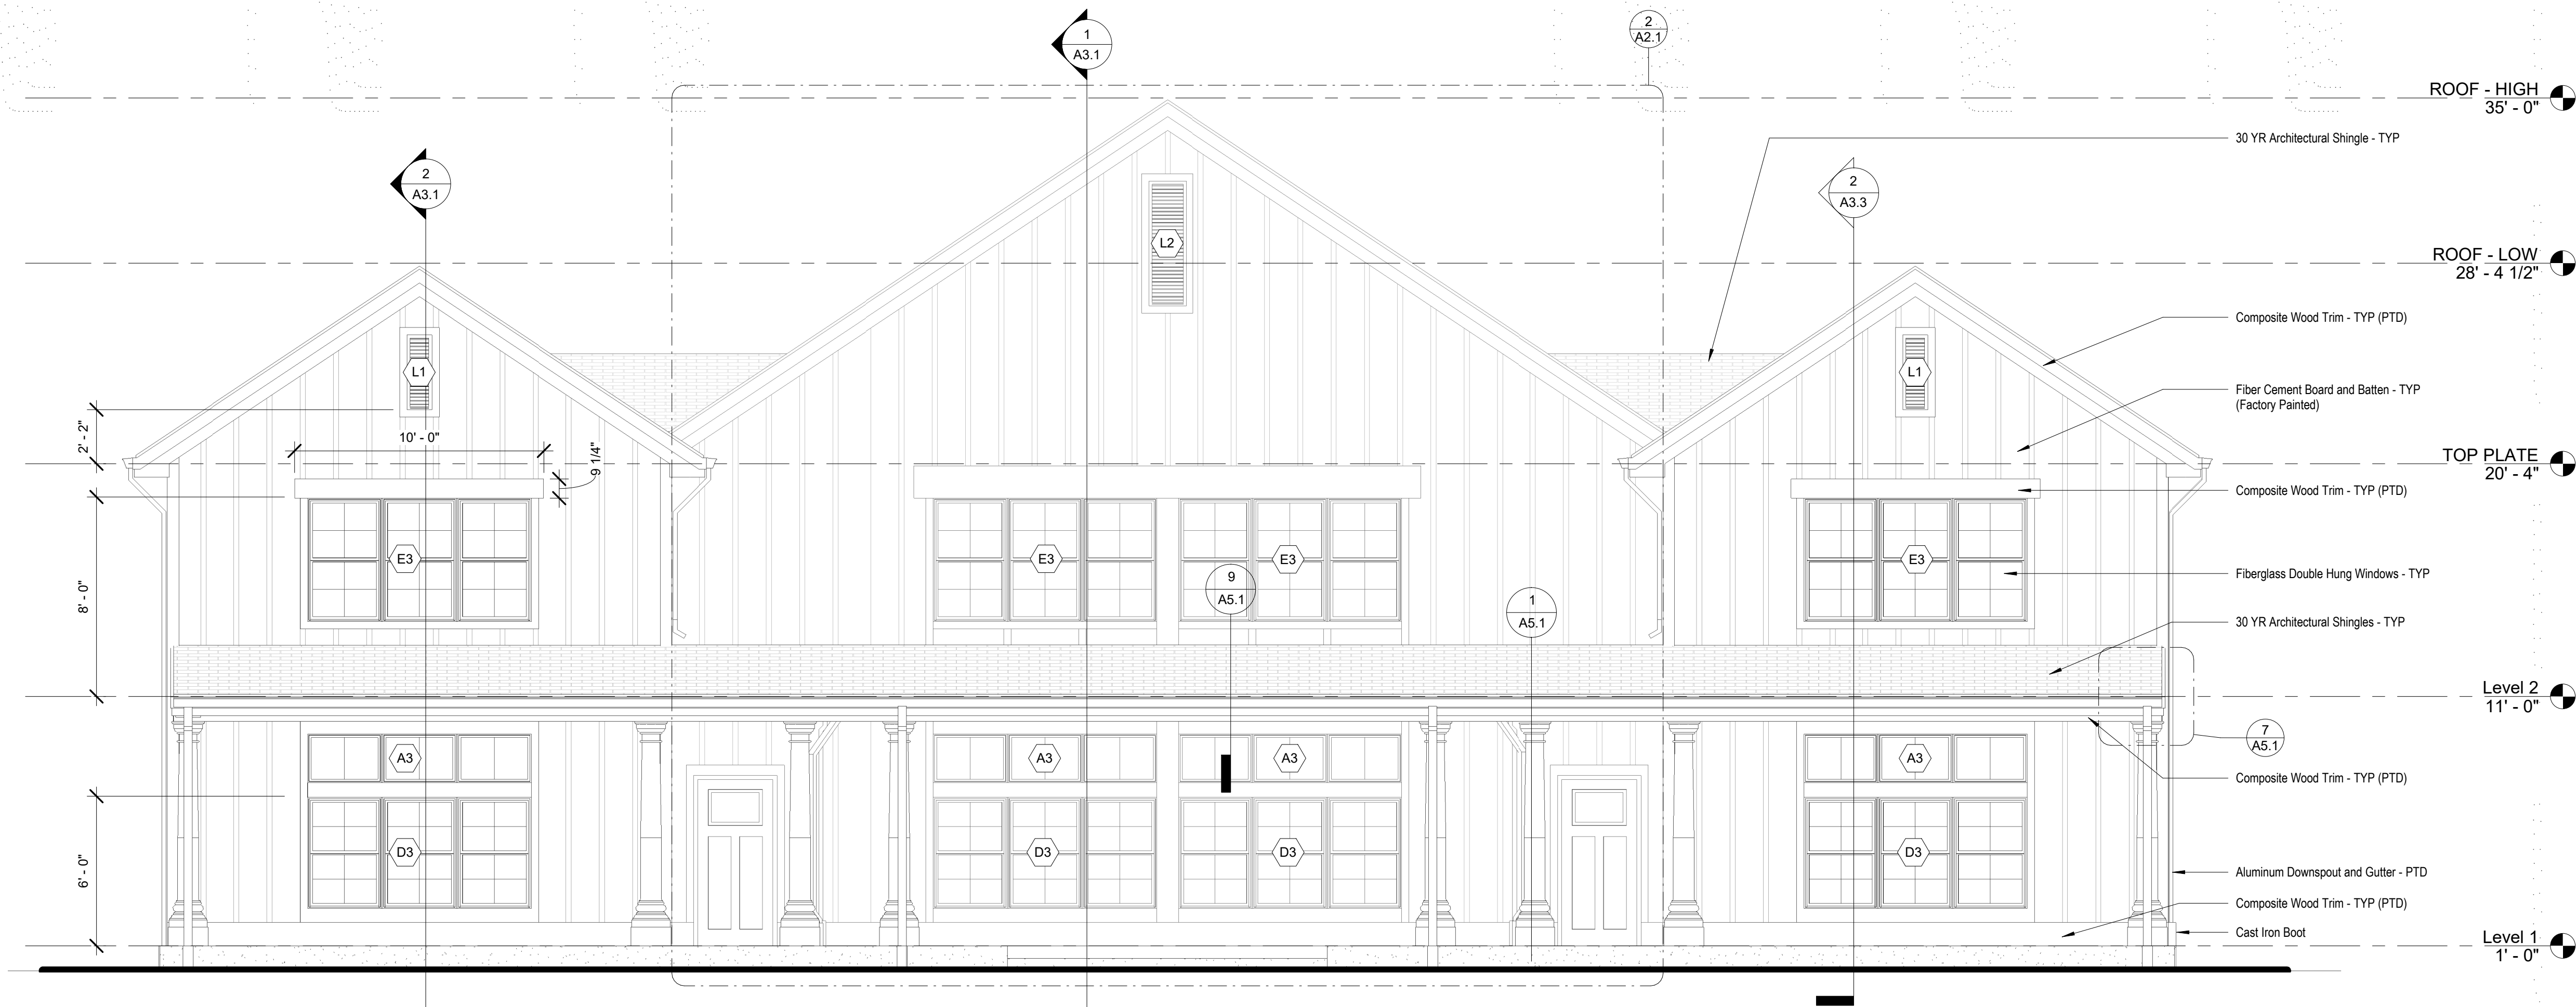 1
A3.1
2
A2.1
ROOF - HIGH
35' - 0"
30 YR Architectural Shingle - TYP
2
A3.1
2
A3.3
L2
ROOF - LOW
28' - 4 1/2"
Composite Wood Trim - TYP (PTD)
L1
L1
Fiber Cement Board and Batten - TYP
(Factory Painted)
2' - 2"
10' - 0"
9 1/4"
TOP PLATE
20' - 4"
Composite Wood Trim - TYP (PTD)
E3
E3
E3
E3
Fiberglass Double Hung Windows - TYP
9
A5.1
1
A5.1
8' - 0"
30 YR Architectural Shingles - TYP
Level 2
11' - 0"
7
A5.1
A3
A3
A3
A3
Composite Wood Trim - TYP (PTD)
D3
D3
D3
D3
6' - 0"
Aluminum Downspout and Gutter - PTD
Composite Wood Trim - TYP (PTD)
Cast Iron Boot
Level 1
1' - 0"